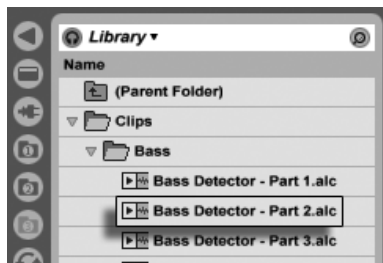 Library
Name
(Parent Folder)
Clips
Bass
Bass Detector - Part 1.alc
Bass Detector - Part 2.alc
Bass Detector - Part 3.alc